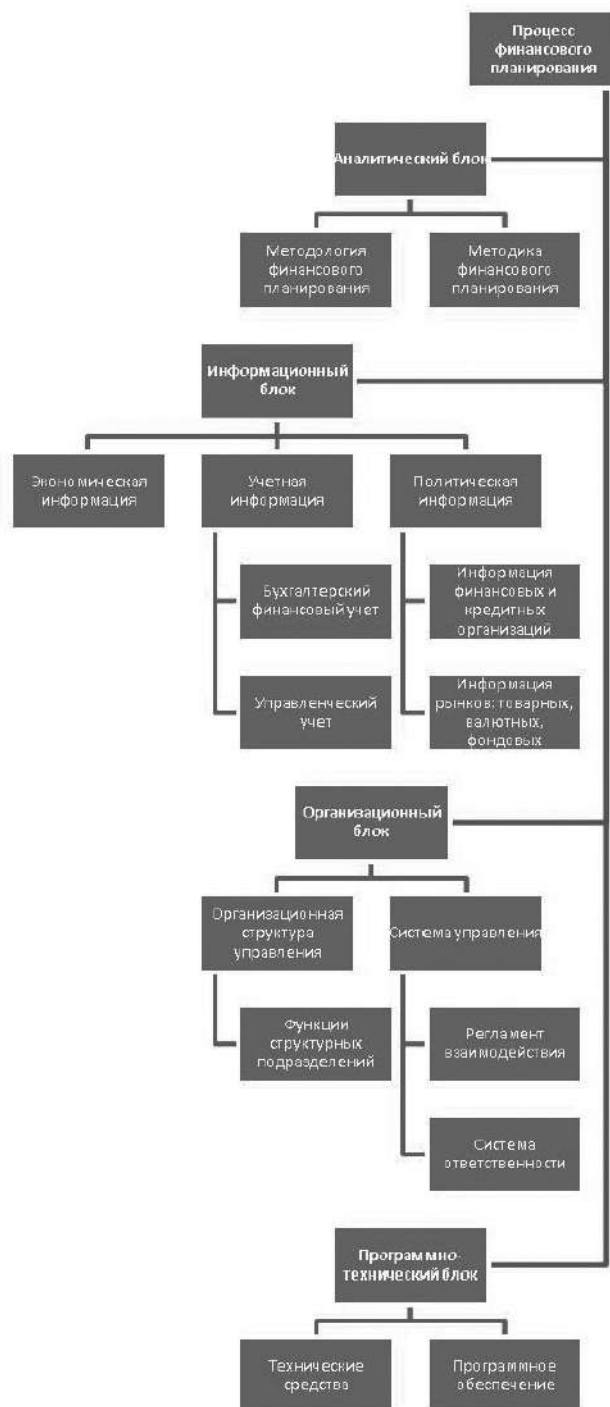 Процесс
финансового
планирования
Аналитический блок
Методология
финансового
планирования
Методика
финансового
планирования
Информационный
блок
Экономическая
информация
Учетная
информация
Политическая
информация
Бухгалтерский
финансовый учет
Информация
финансовых и
кредитных
организаций
Управленческий
учет
Информация
рынков: товарных,
валютных,
фондовых
Организационный
блок
Организационная
структура
управления
Система управления
Функции
структурных
подразделений
Регламент
взаимодействия
Система
ответственности
Программно-
технический блок
Технические
средства
Программное
обеспечение